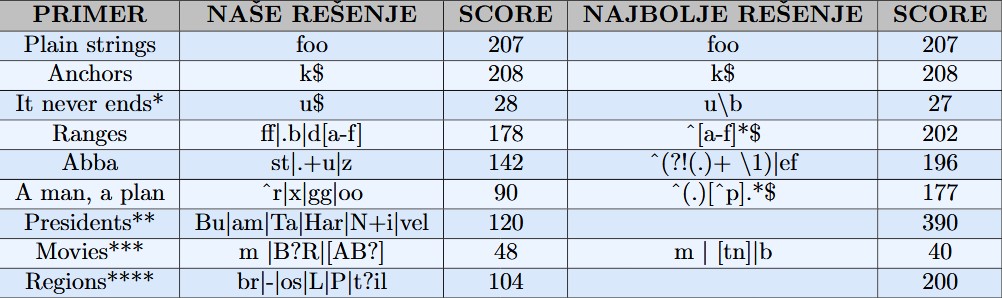 PRIMER NAŠE REŠENJE SCORE NAJBOLJE REŠENJE SCORE
Plain strings foo 207 foo 207
Anchors k$ 208 k$ 208
It never ends* u$ 28 u\b 27
Ranges ff|.b|d[a-f] 178 ^[a-f]*$ 202
Abba st|.+u|z 142 ^(?!(.)+ \1)|ef 196
A man, a plan ^r|x|gg|oo 90 ^(.)[^p].*$ 177
Presidents** Bu|am|Ta|Har|N+i|vel 120 390
Movies*** m |B?R|[AB?] 48 m | [tn]|b 40
Regions**** br|-|os|L|P|t?il 104 200